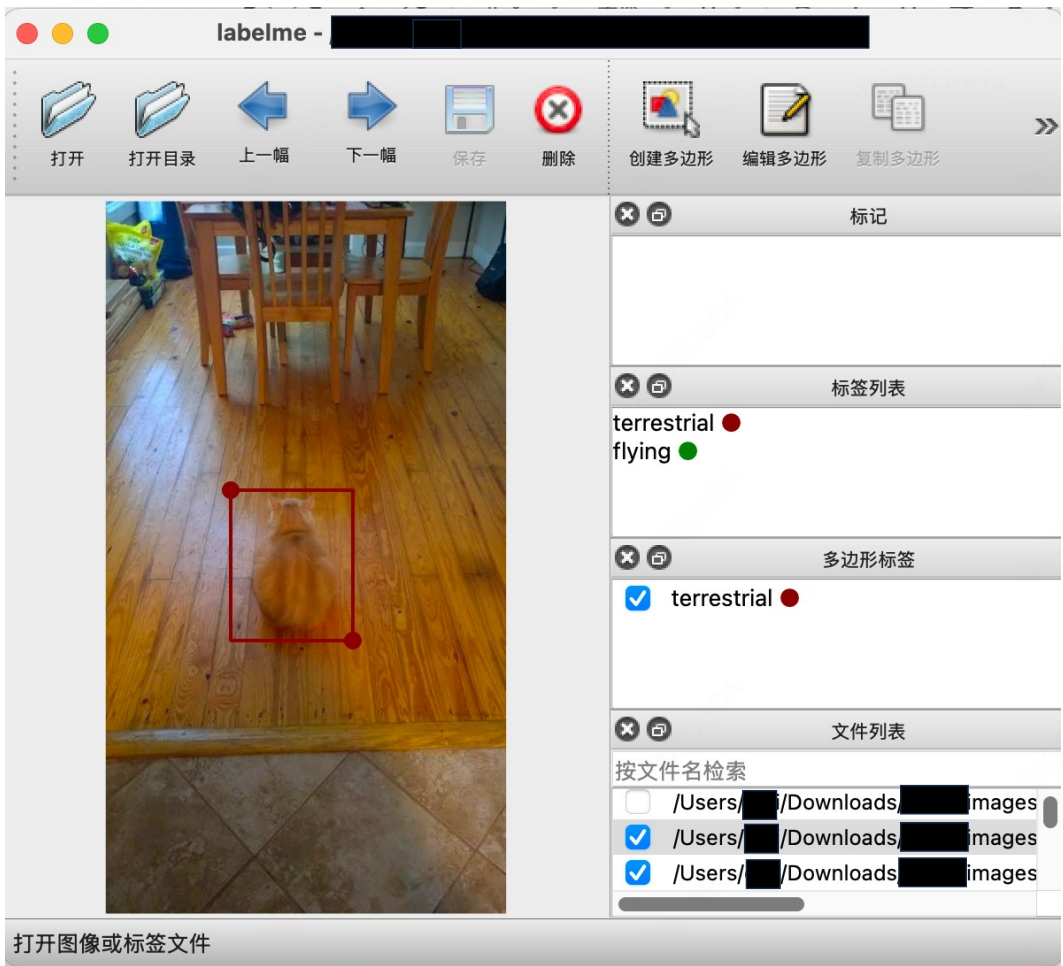 labelme -
打开
打开目录
上一幅
下一幅
保存
删除
创建多边形
编辑多边形
复制多边形
标记
标签列表
terrestrial
flying
多边形标签
terrestrial
文件列表
按文件名检索
/Users/ /Downloads/ images
/Users/ /Downloads/ images
/Users/ /Downloads/ images
打开图像或标签文件